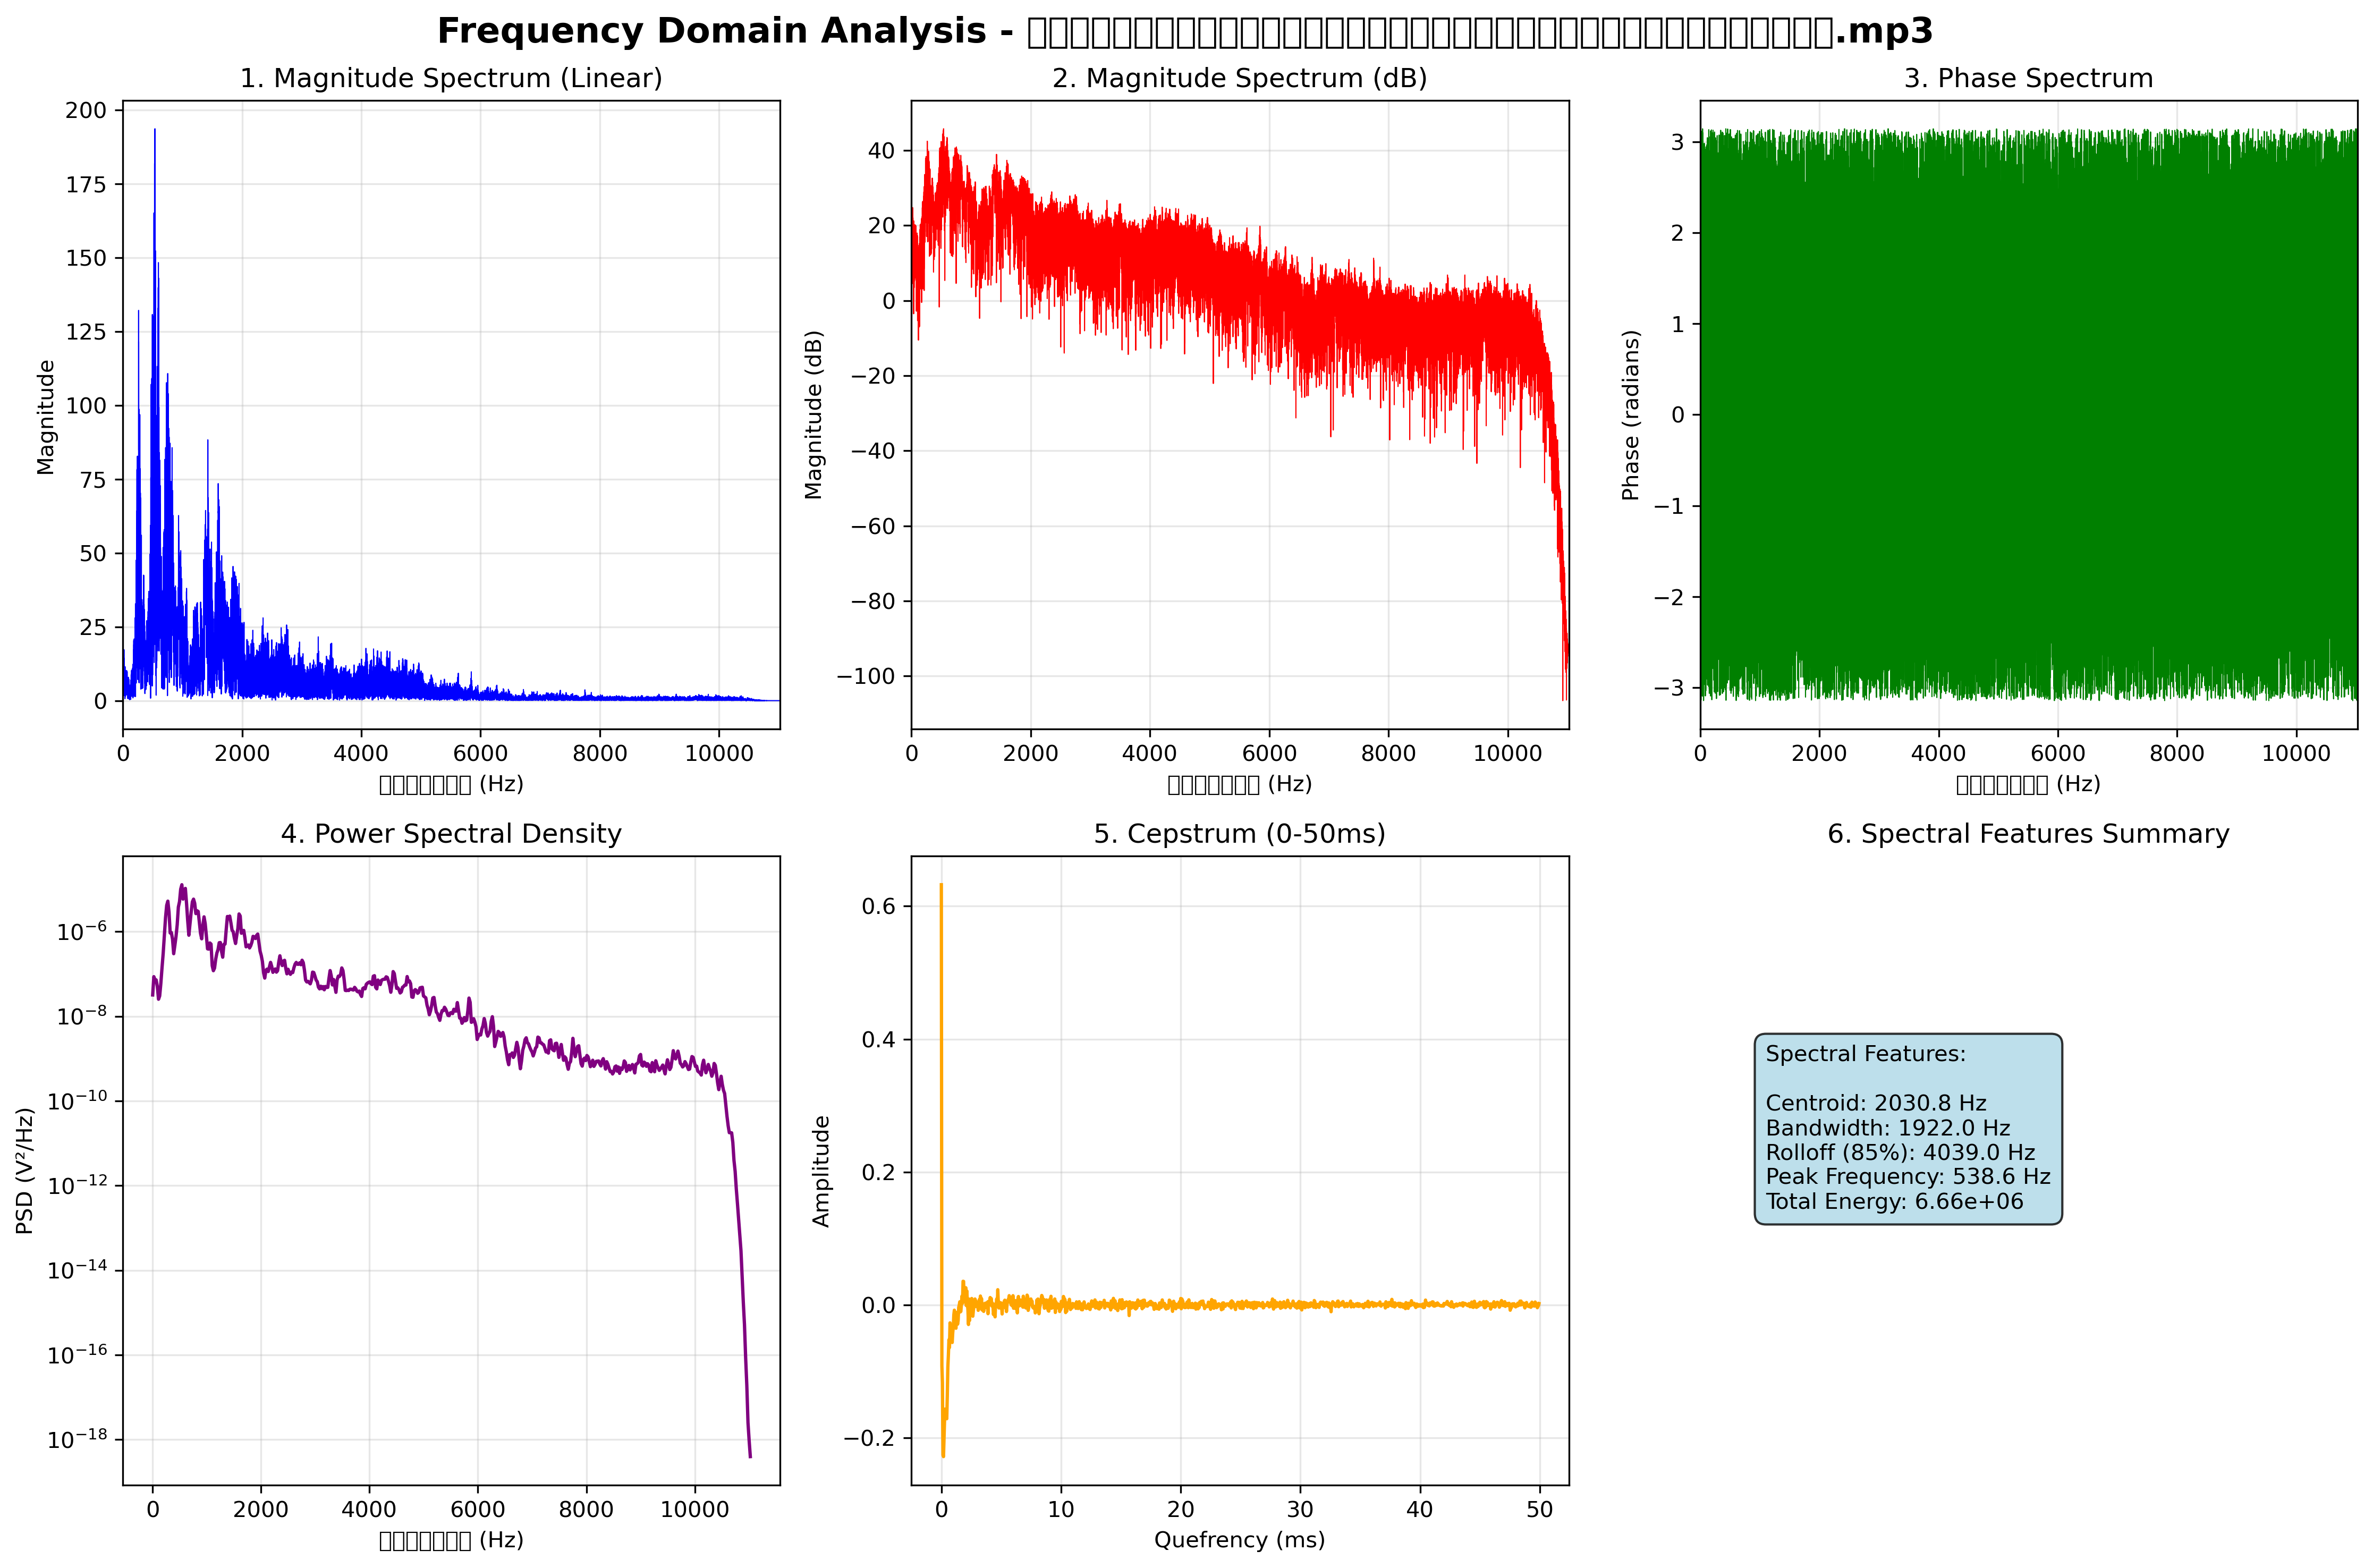 Frequency Domain Analysis - .mp3
1. Magnitude Spectrum (Linear)
200
175
150
125
100
75
50
25
0
Magnitude
0 2000 4000 6000 8000 10000
(Hz)
2. Magnitude Spectrum (dB)
40
20
0
−20
−40
−60
−80
−100
Magnitude (dB)
0 2000 4000 6000 8000 10000
(Hz)
3. Phase Spectrum
3
2
1
0
−1
−2
−3
Phase (radians)
0 2000 4000 6000 8000 10000
(Hz)
4. Power Spectral Density
10⁻⁶
10⁻⁸
10⁻¹⁰
10⁻¹²
10⁻¹⁴
10⁻¹⁶
10⁻¹⁸
PSD (V²/Hz)
0 2000 4000 6000 8000 10000
(Hz)
5. Cepstrum (0-50ms)
0.6
0.4
0.2
0.0
−0.2
Amplitude
0 10 20 30 40 50
Quefrency (ms)
6. Spectral Features Summary
Spectral Features:
Centroid: 2030.8 Hz
Bandwidth: 1922.0 Hz
Rolloff (85%): 4039.0 Hz
Peak Frequency: 538.6 Hz
Total Energy: 6.66e+06